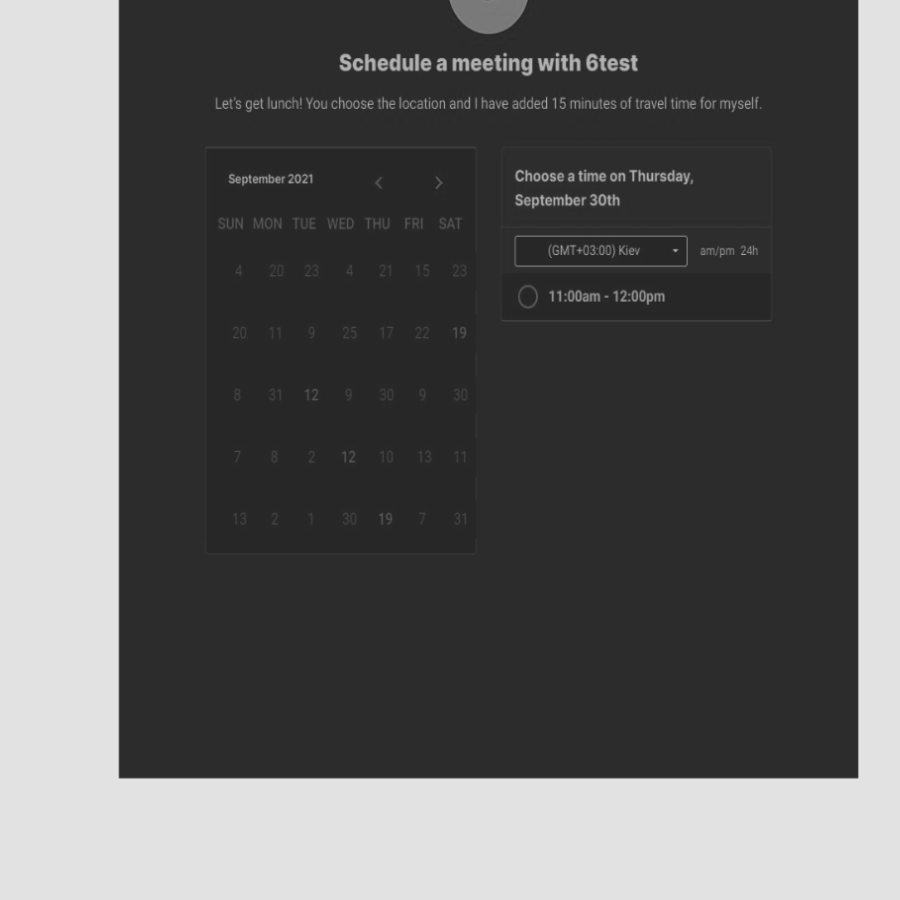 Schedule a meeting with 6test
Let's get lunch! You choose the location and I have added 15 minutes of travel time for myself.
September 2021
SUN MON TUE WED THU FRI SAT
4 20 23 4 21 15 23
20 11 9 25 17 22 19
8 31 12 9 30 9 30
7 8 2 12 10 13 11
13 2 1 30 19 7 31
Choose a time on Thursday,
September 30th
(GMT+03:00) Kiev am/pm 24h
11:00am - 12:00pm